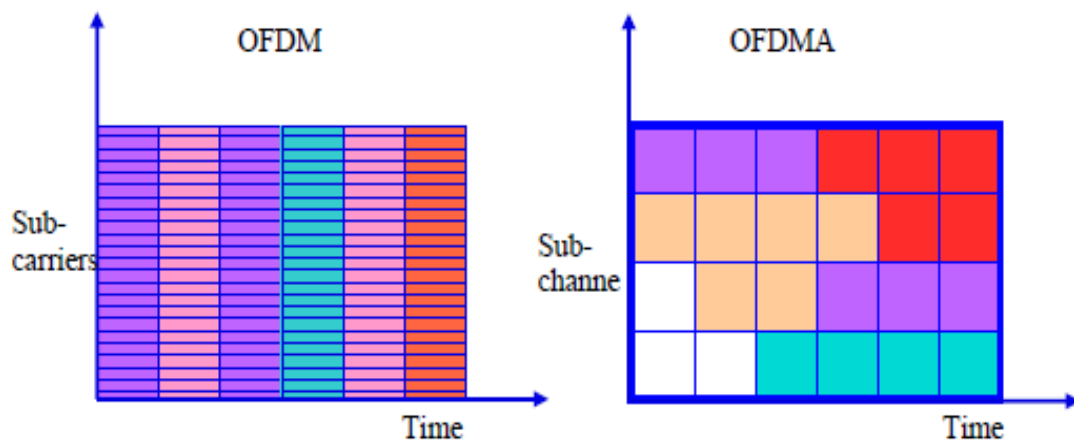 OFDM
Sub-
carriers
Time
OFDMA
Sub-
channe
Time